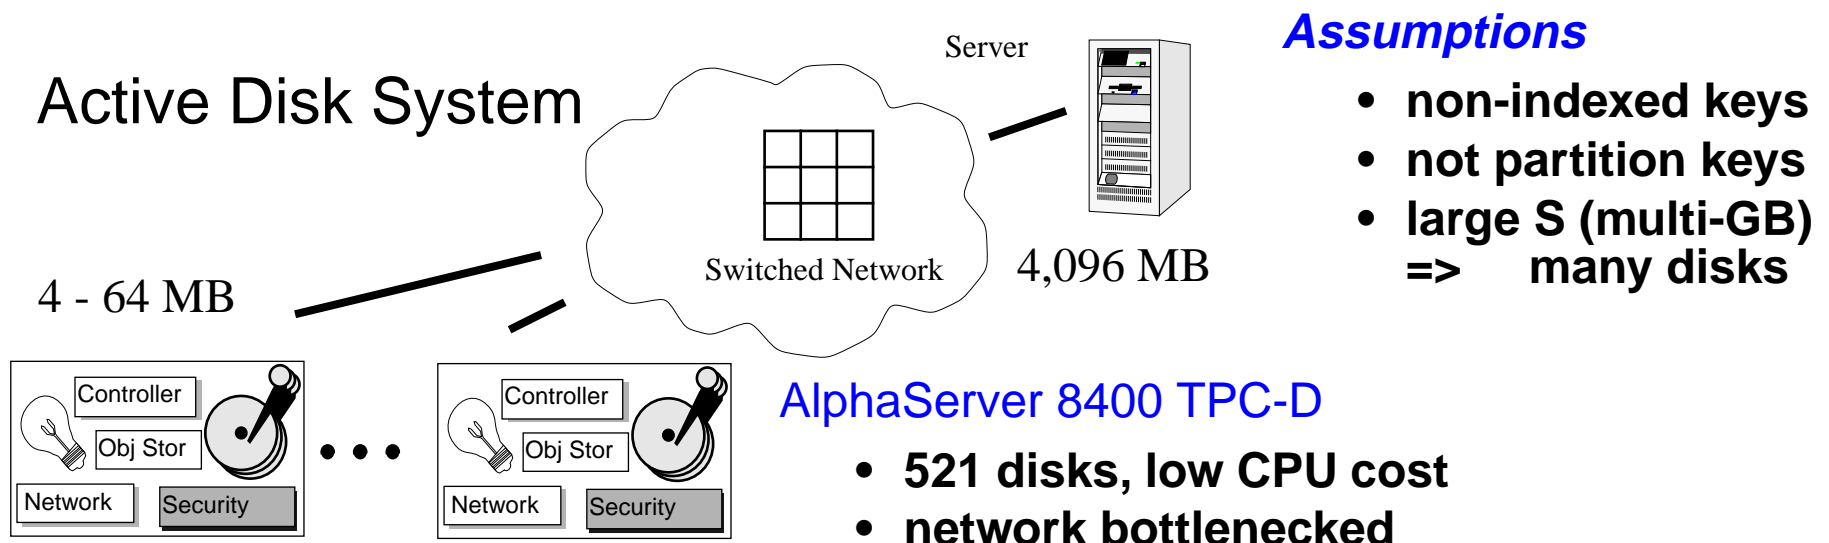 Active Disk System
Server
Switched Network
4,096 MB
4 - 64 MB
Controller
Obj Stor
Network
Security
Controller
Obj Stor
Network
Security
Assumptions
• non-indexed keys
• not partition keys
• large S (multi-GB)
=> many disks
AlphaServer 8400 TPC-D
• 521 disks, low CPU cost
• network bottlenecked